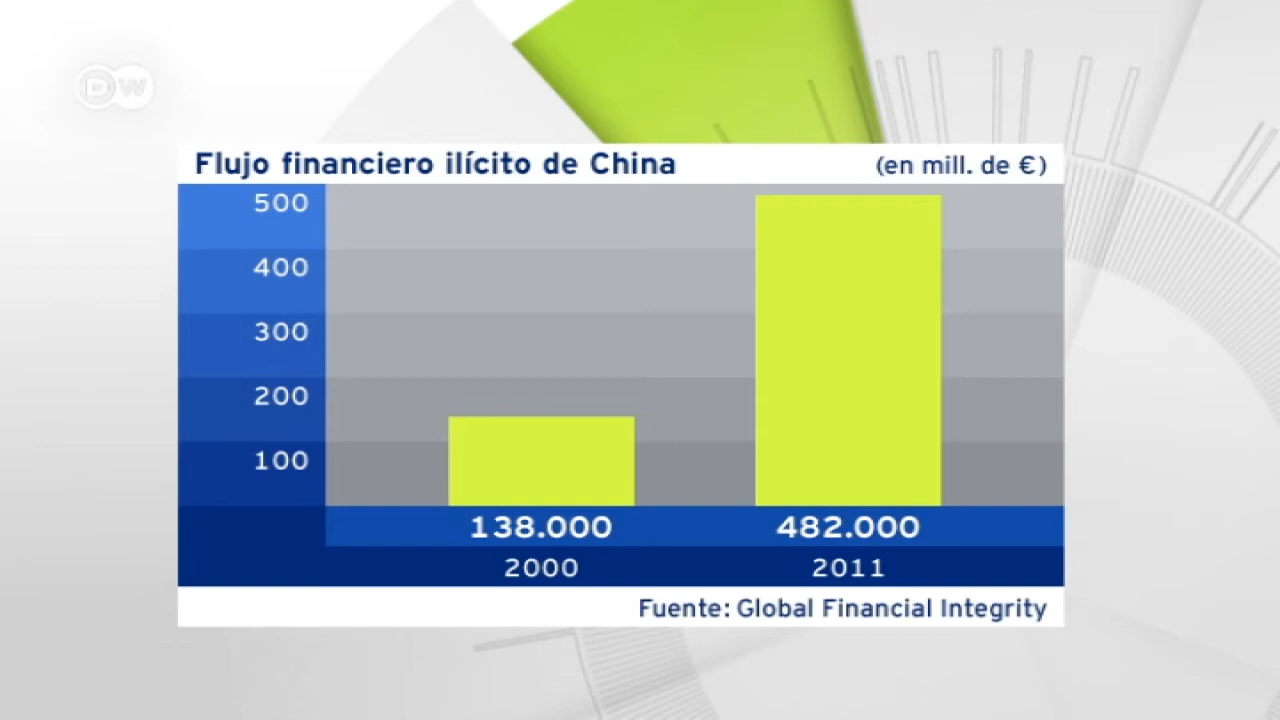 DW
Flujo financiero ilícito de China (en mill. de €)
500
400
300
200
100
138.000 482.000
2000 2011
Fuente: Global Financial Integrity